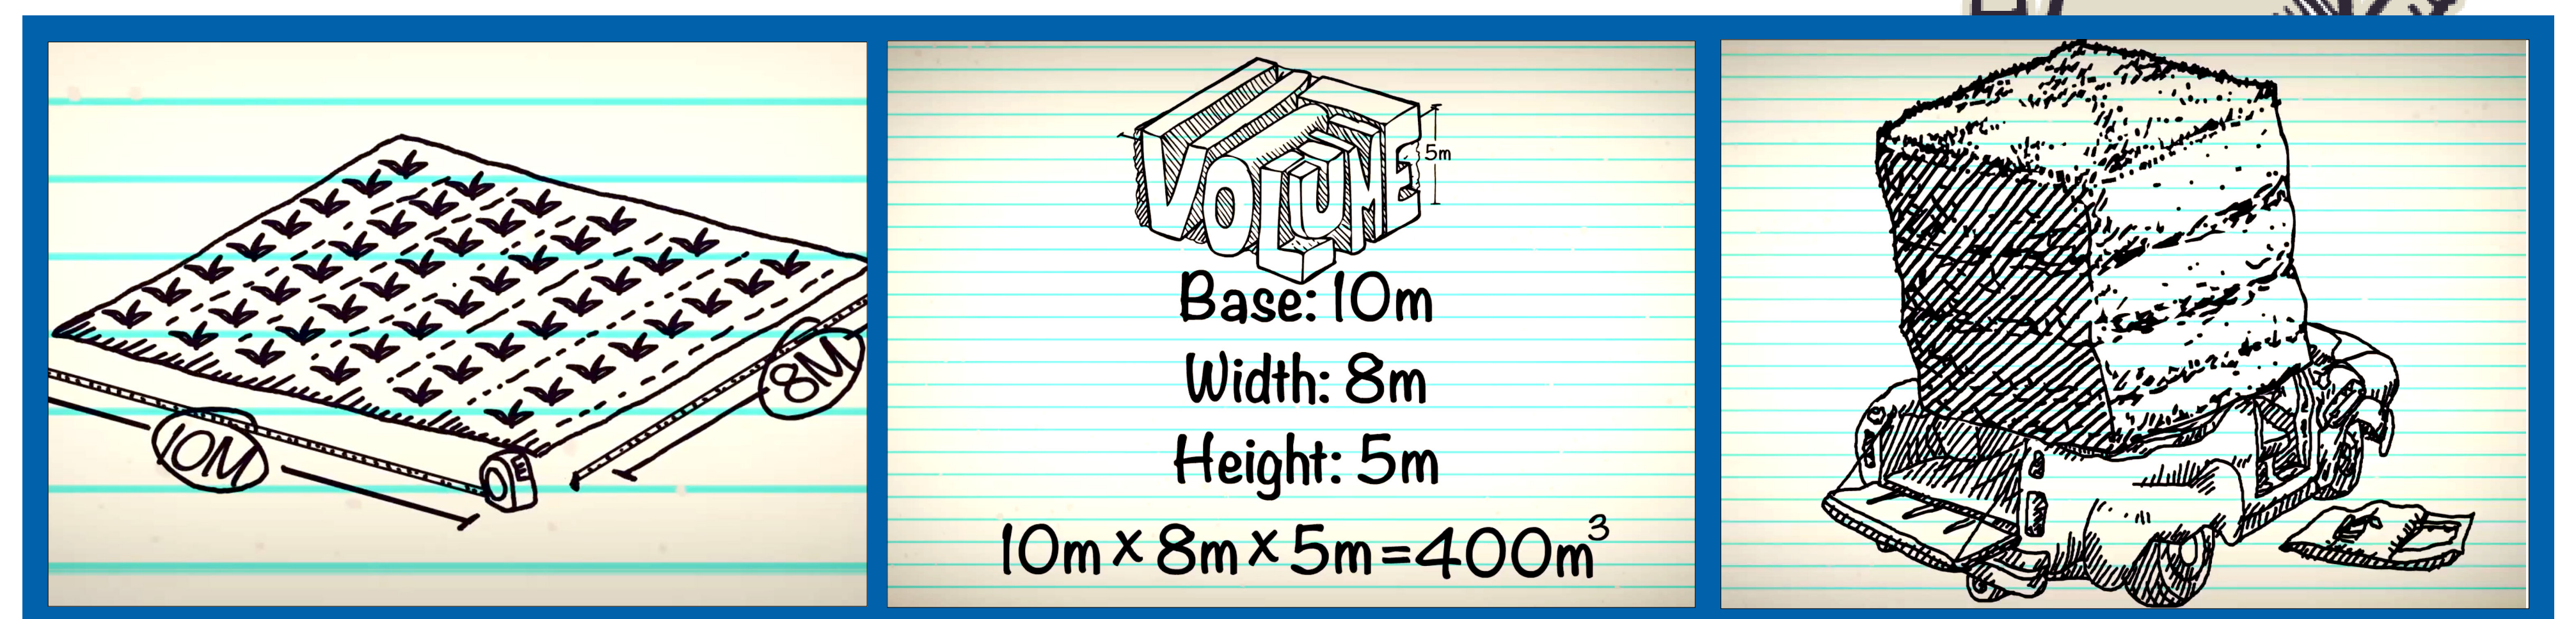 10M
8M
VOLUME
5m
Base: 10m
Width: 8m
Height: 5m
10m x 8m x 5m=400m³